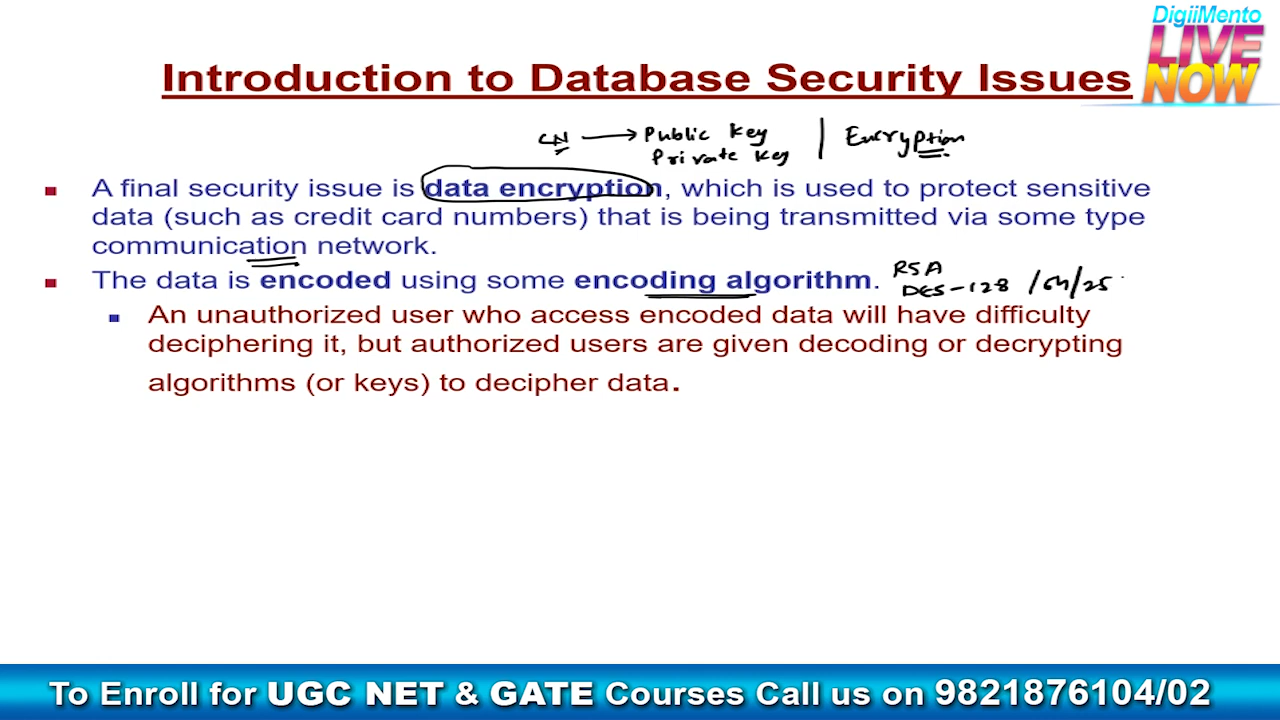 DigiiMento
LIVE
NOW
Introduction to Database Security Issues
CN → Public Key | Encryption
Private Key
▪ A final security issue is data encryption, which is used to protect sensitive
data (such as credit card numbers) that is being transmitted via some type
communication network.
▪ The data is encoded using some encoding algorithm. RSA
DES-128 /64/25
▪ An unauthorized user who access encoded data will have difficulty
deciphering it, but authorized users are given decoding or decrypting
algorithms (or keys) to decipher data.
To Enroll for UGC NET & GATE Courses Call us on 9821876104/02